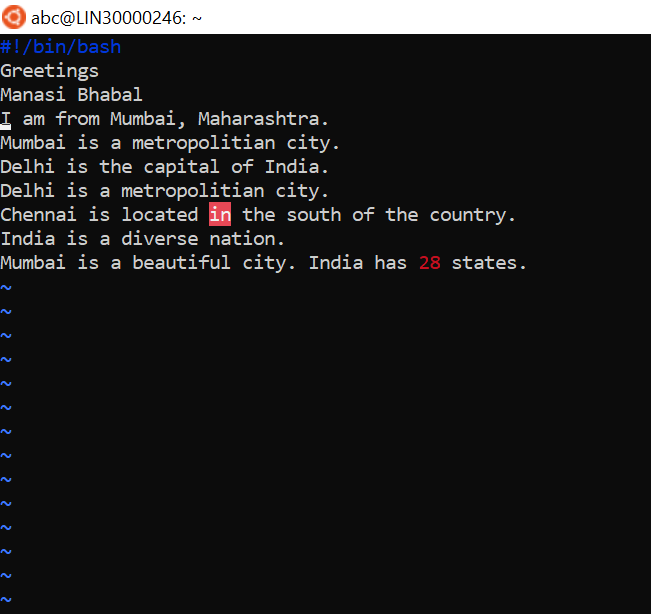 abc@LIN30000246: ~
#!/bin/bash
Greetings
Manasi Bhabal
I am from Mumbai, Maharashtra.
Mumbai is a metropolitian city.
Delhi is the capital of India.
Delhi is a metropolitian city.
Chennai is located in the south of the country.
India is a diverse nation.
Mumbai is a beautiful city. India has 28 states.
~
~
~
~
~
~
~
~
~
~
~
~
~
~